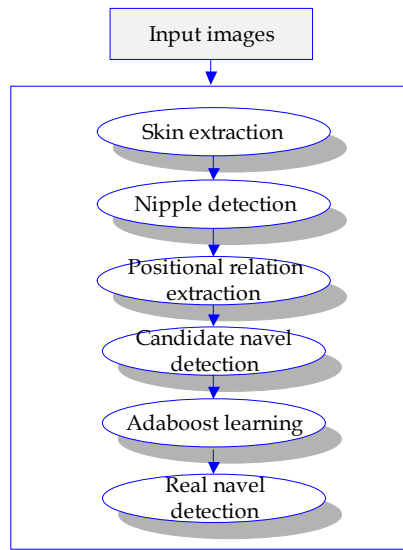 Input images
Skin extraction
Nipple detection
Positional relation
extraction
Candidate navel
detection
Adaboost learning
Real navel
detection